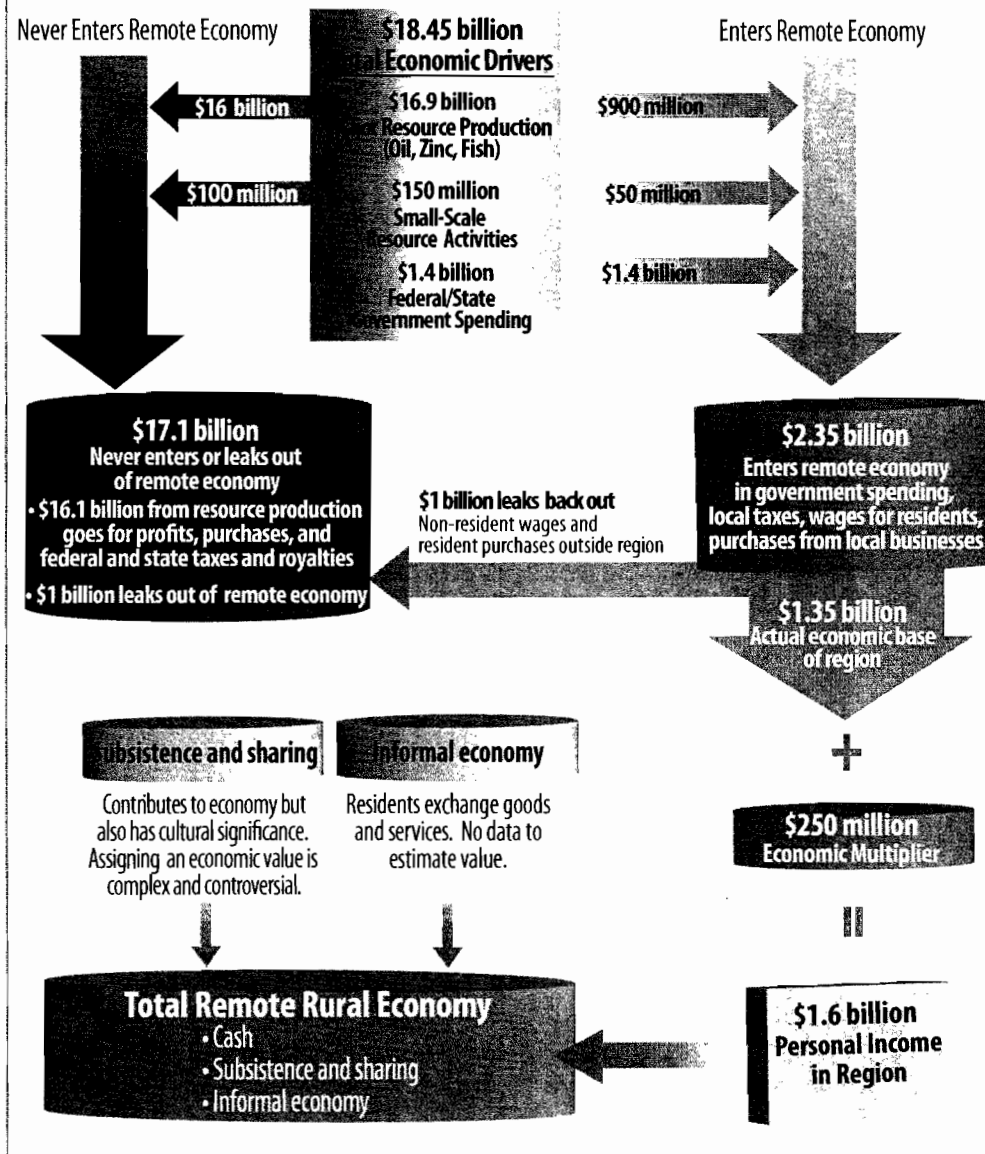 Never Enters Remote Economy
$18.45 billion
Economic Drivers
Enters Remote Economy
$16 billion
$16.9 billion
Resource Production
(Oil, Zinc, Fish)
$900 million
$100 million
$150 million
Small-Scale
Resource Activities
$50 million
$1.4 billion
Federal/State
Government Spending
$1.4 billion
$17.1 billion
Never enters or leaks out
of remote economy
• $16.1 billion from resource production
goes for profits, purchases, and
federal and state taxes and royalties
• $1 billion leaks out of remote economy
$1 billion leaks back out
Non-resident wages and
resident purchases outside region
$2.35 billion
Enters remote economy
in government spending,
local taxes, wages for residents,
purchases from local businesses
$1.35 billion
Actual economic base
of region
+
Subsistence and sharing
Contributes to economy but
also has cultural significance.
Assigning an economic value is
complex and controversial.
Informal economy
Residents exchange goods
and services. No data to
estimate value.
$250 million
Economic Multiplier
=
Total Remote Rural Economy
• Cash
• Subsistence and sharing
• Informal economy
$1.6 billion
Personal Income
in Region